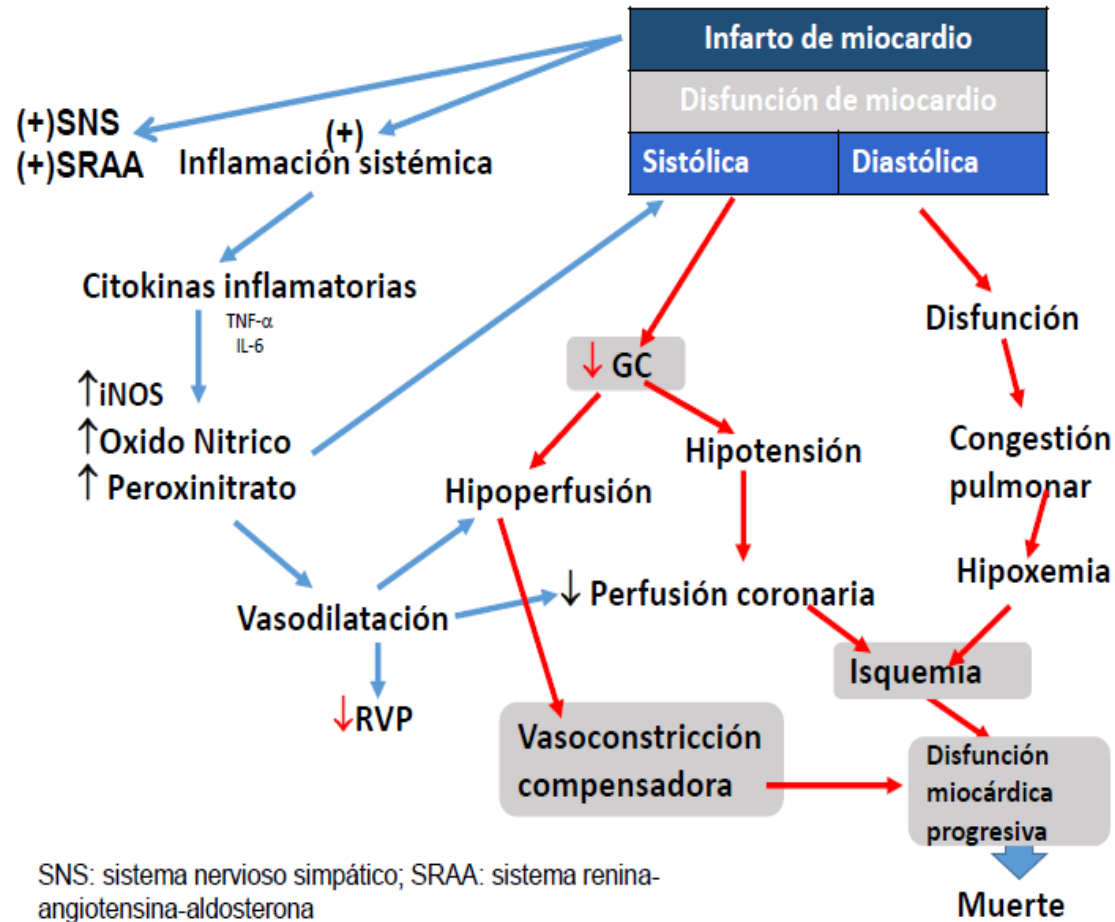 Infarto de miocardio
Disfunción de miocardio
Sistólica
Diastólica
(+)SNS
(+)SRAA
(+)
Inflamación sistémica
Citokinas inflamatorias
TNF-α
IL-6
↑iNOS
↑Oxido Nitrico
↑ Peroxinitrato
Vasodilatación
↓RVP
↓ GC
Hipoperfusión
Hipotensión
↓ Perfusión coronaria
Vasoconstricción
compensadora
Disfunción
Congestión
pulmonar
Hipoxemia
Isquemia
Disfunción
miocárdica
progresiva
Muerte
SNS: sistema nervioso simpático; SRAA: sistema renina-
angiotensina-aldosterona